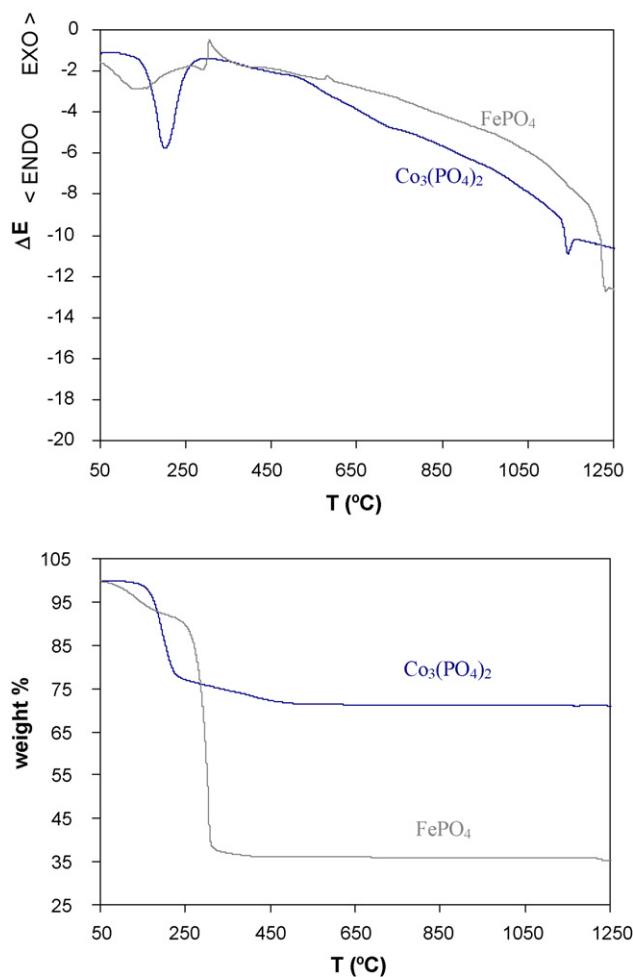 0
-2
-4
-6
-8
-10
-12
-14
-16
-18
-20
ΔE < ENDO EXO >
FePO₄
Co₃(PO₄)₂
50 250 450 650 850 1050 1250
T (ºC)
105
95
85
75
65
55
45
35
25
weight %
Co₃(PO₄)₂
FePO₄
50 250 450 650 850 1050 1250
T (ºC)